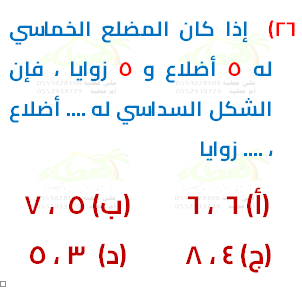 ٢٦) إذا كان المضلع الخماسي
له ٥ أضلاع و ٥ زوايا ، فإن
الشكل السداسي له .... أضلاع
، .... زوايا
(أ) ٦ ، ٦ (ب) ٥ ، ٧
(ج) ٤ ، ٨ (د) ٣ ، ٥